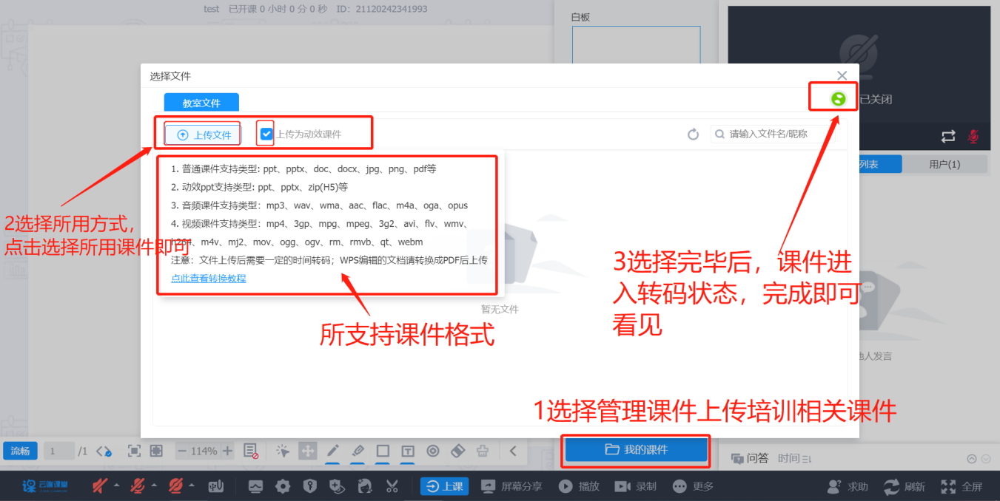 test 已开课 0 小时 0 分 0 秒 ID：21120242341993
白板
选择文件
已关闭
教室文件
上传文件 上传为动效课件
请输入文件名/昵称
列表 用户(1)
1. 普通课件支持类型: ppt、pptx、doc、docx、jpg、png、pdf等
2. 动效ppt支持类型: ppt、pptx、zip(H5)等
3. 音频课件支持类型：mp3、wav、wma、aac、flac、m4a、oga、opus
4. 视频课件支持类型：mp4、3gp、mpg、mpeg、3g2、avi、flv、wmv、
h264、m4v、mj2、mov、ogg、ogv、rm、rmvb、qt、webm
注意：文件上传后需要一定的时间转码；WPS编辑的文档请转换成PDF后上传
点此查看转换教程
2选择所用方式，
点击选择所用课件即可
暂无文件
所支持课件格式
3选择完毕后，课件进
入转码状态，完成即可
看见
他人发言
1选择管理课件上传培训相关课件
流畅 1 /1 114%
我的课件
问答 时间
云端课堂
上课 屏幕分享 播放 录制 更多 求助 刷新 全屏